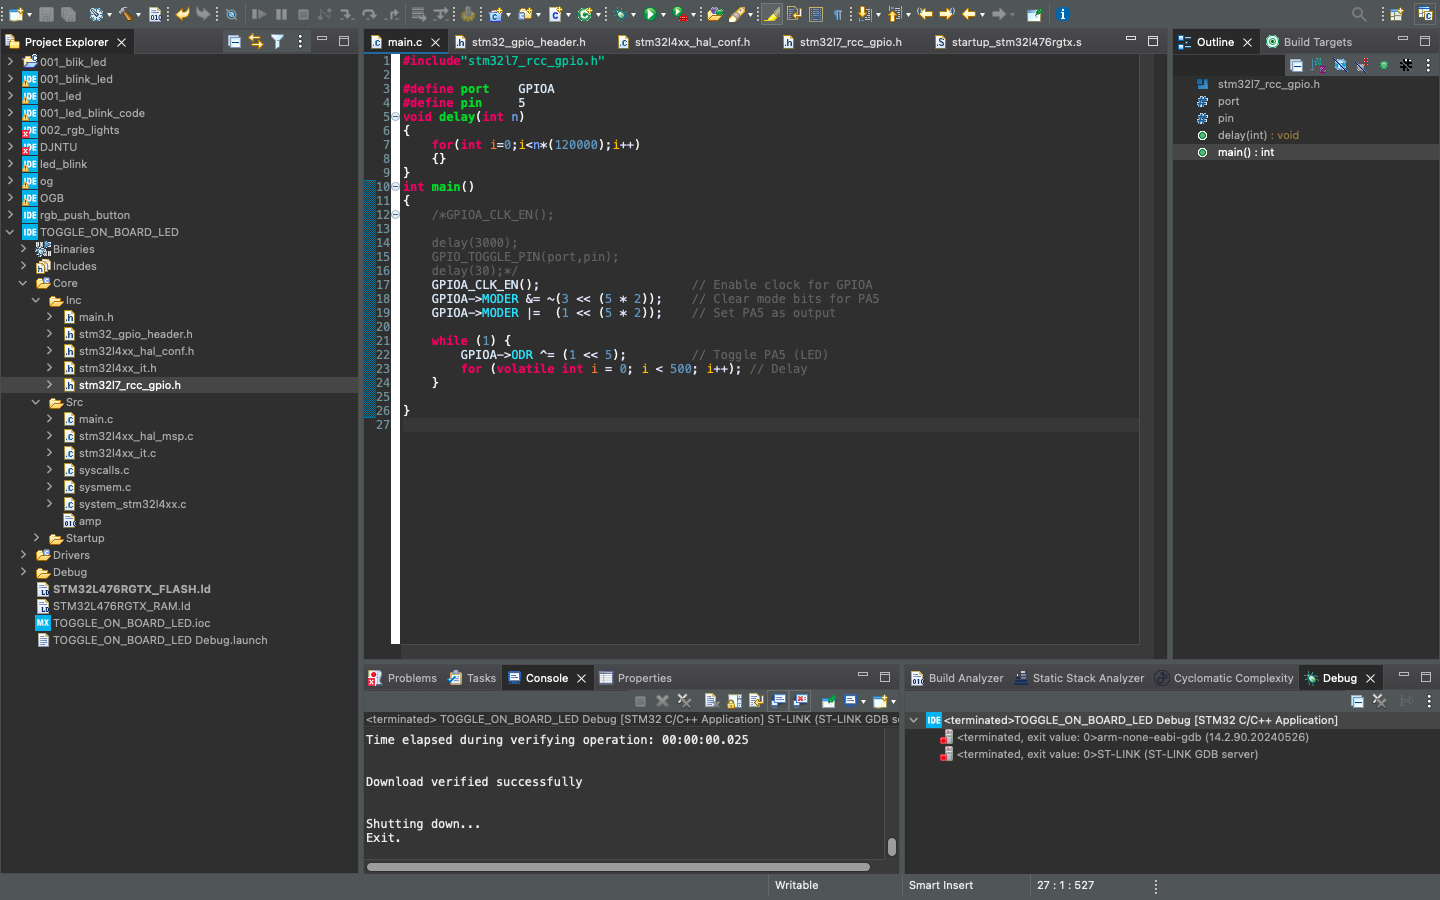 Project Explorer
001_blik_led
001_blink_led
001_led
001_led_blink_code
002_rgb_lights
DJNTU
led_blink
og
OGB
rgb_push_button
TOGGLE_ON_BOARD_LED
Binaries
Includes
Core
Inc
main.h
stm32_gpio_header.h
stm32l4xx_hal_conf.h
stm32l4xx_it.h
stm32l7_rcc_gpio.h
Src
main.c
stm32l4xx_hal_msp.c
stm32l4xx_it.c
syscalls.c
sysmem.c
system_stm32l4xx.c
amp
Startup
Drivers
Debug
STM32L476RGTX_FLASH.ld
STM32L476RGTX_RAM.ld
TOGGLE_ON_BOARD_LED.ioc
TOGGLE_ON_BOARD_LED Debug.launch
main.c stm32_gpio_header.h stm32l4xx_hal_conf.h stm32l7_rcc_gpio.h startup_stm32l476rgtx.s
1 #include"stm32l7_rcc_gpio.h"
2
3 #define port    GPIOA
4 #define pin     5
5 void delay(int n)
6 {
7     for(int i=0;i<n*(120000);i++)
8     {}
9 }
10 int main()
11 {
12     /*GPIOA_CLK_EN();
13
14     delay(3000);
15     GPIO_TOGGLE_PIN(port,pin);
16     delay(30);*/
17     GPIOA_CLK_EN();                     // Enable clock for GPIOA
18     GPIOA->MODER &= ~(3 << (5 * 2));    // Clear mode bits for PA5
19     GPIOA->MODER |=  (1 << (5 * 2));    // Set PA5 as output
20
21     while (1) {
22         GPIOA->ODR ^= (1 << 5);         // Toggle PA5 (LED)
23         for (volatile int i = 0; i < 500; i++); // Delay
24     }
25
26 }
27
Outline Build Targets
stm32l7_rcc_gpio.h
port
pin
delay(int) : void
main() : int
Problems Tasks Console Properties
<terminated> TOGGLE_ON_BOARD_LED Debug [STM32 C/C++ Application] ST-LINK (ST-LINK GDB se
Time elapsed during verifying operation: 00:00:00.025
Download verified successfully
Shutting down...
Exit.
Build Analyzer Static Stack Analyzer Cyclomatic Complexity Debug
<terminated>TOGGLE_ON_BOARD_LED Debug [STM32 C/C++ Application]
<terminated, exit value: 0>arm-none-eabi-gdb (14.2.90.20240526)
<terminated, exit value: 0>ST-LINK (ST-LINK GDB server)
Writable Smart Insert 27 : 1 : 527